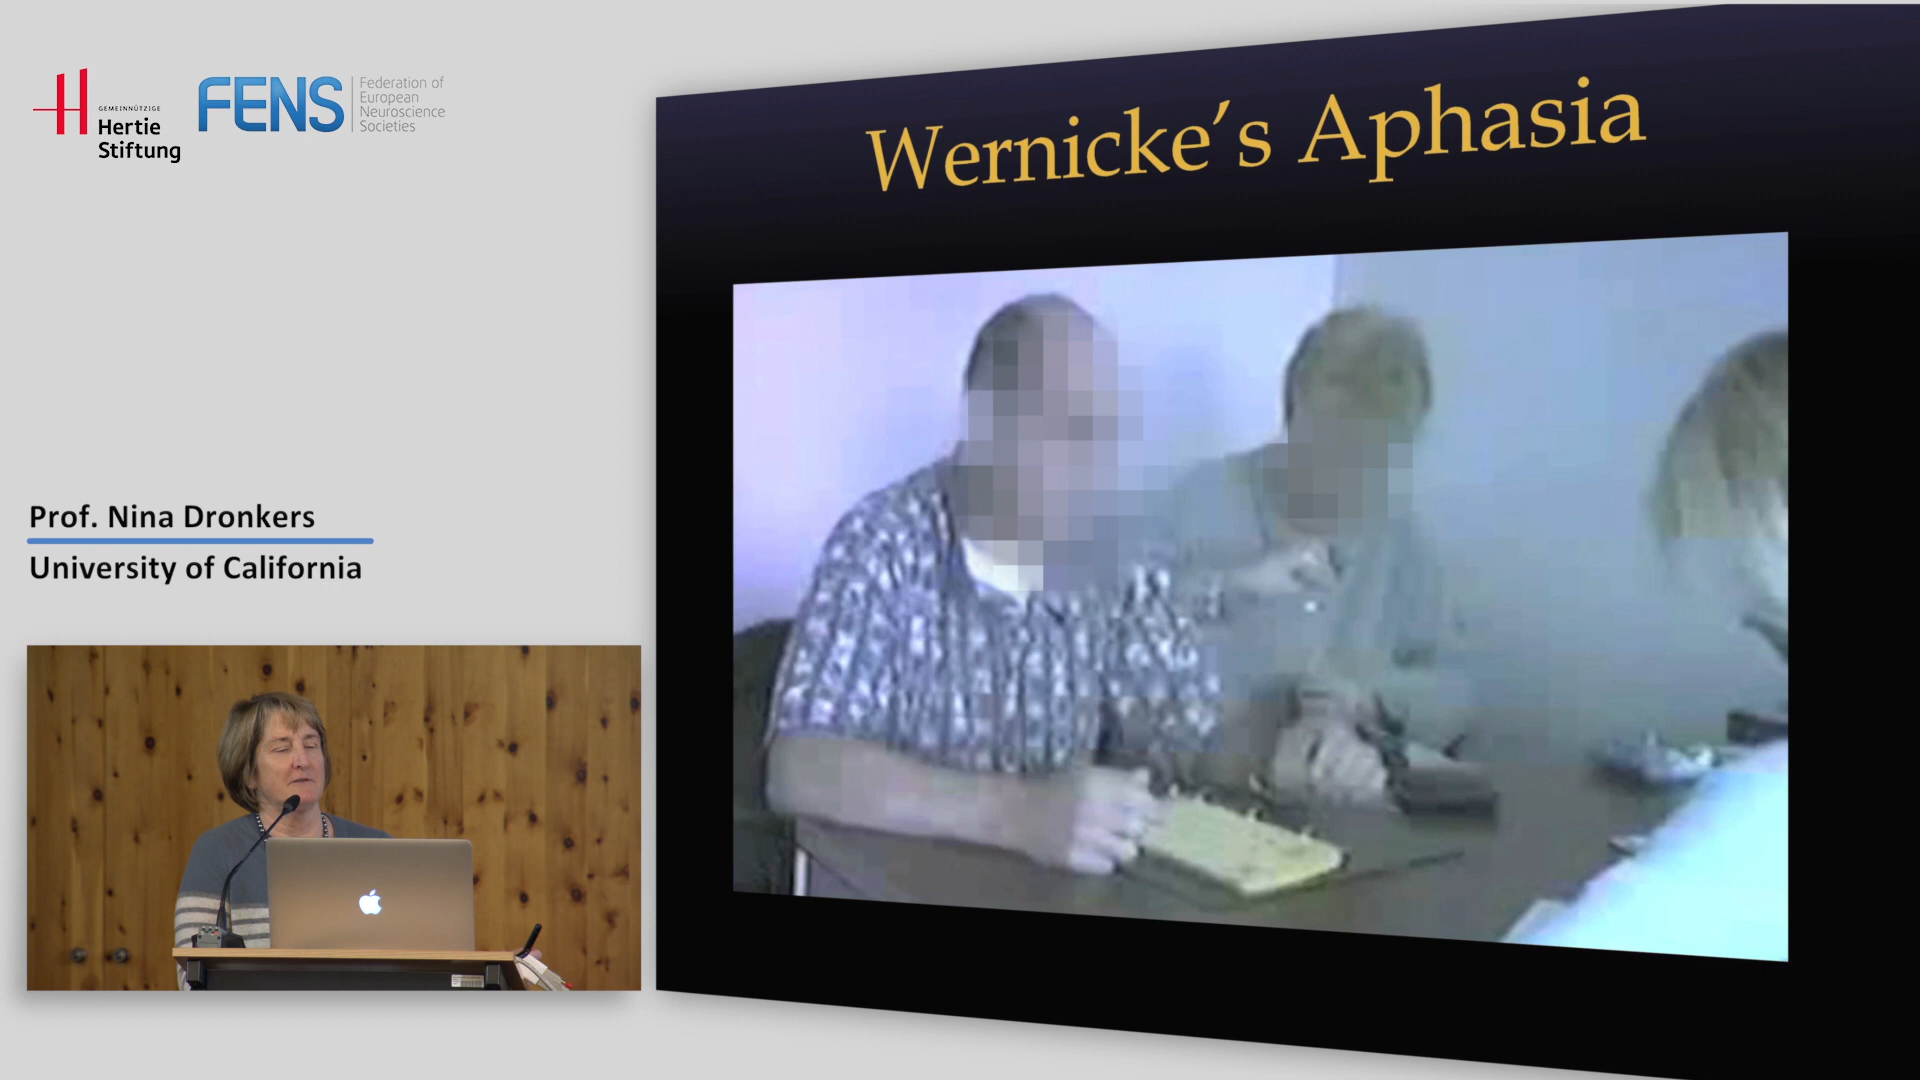 GEMEINNÜTZIGE
Hertie
Stiftung
FENS
Federation of
European
Neuroscience
Societies
Wernicke’s Aphasia
Prof. Nina Dronkers
University of California